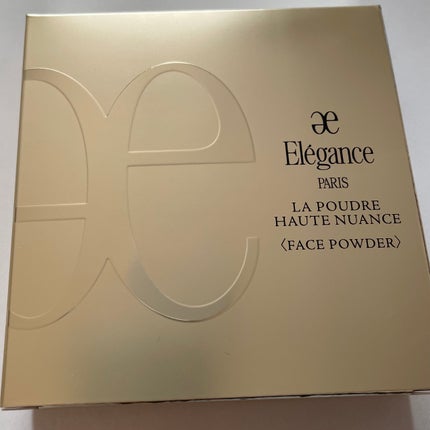 æ
Elégance
PARIS
LA POUDRE
HAUTE NUANCE
〈FACE POWDER〉